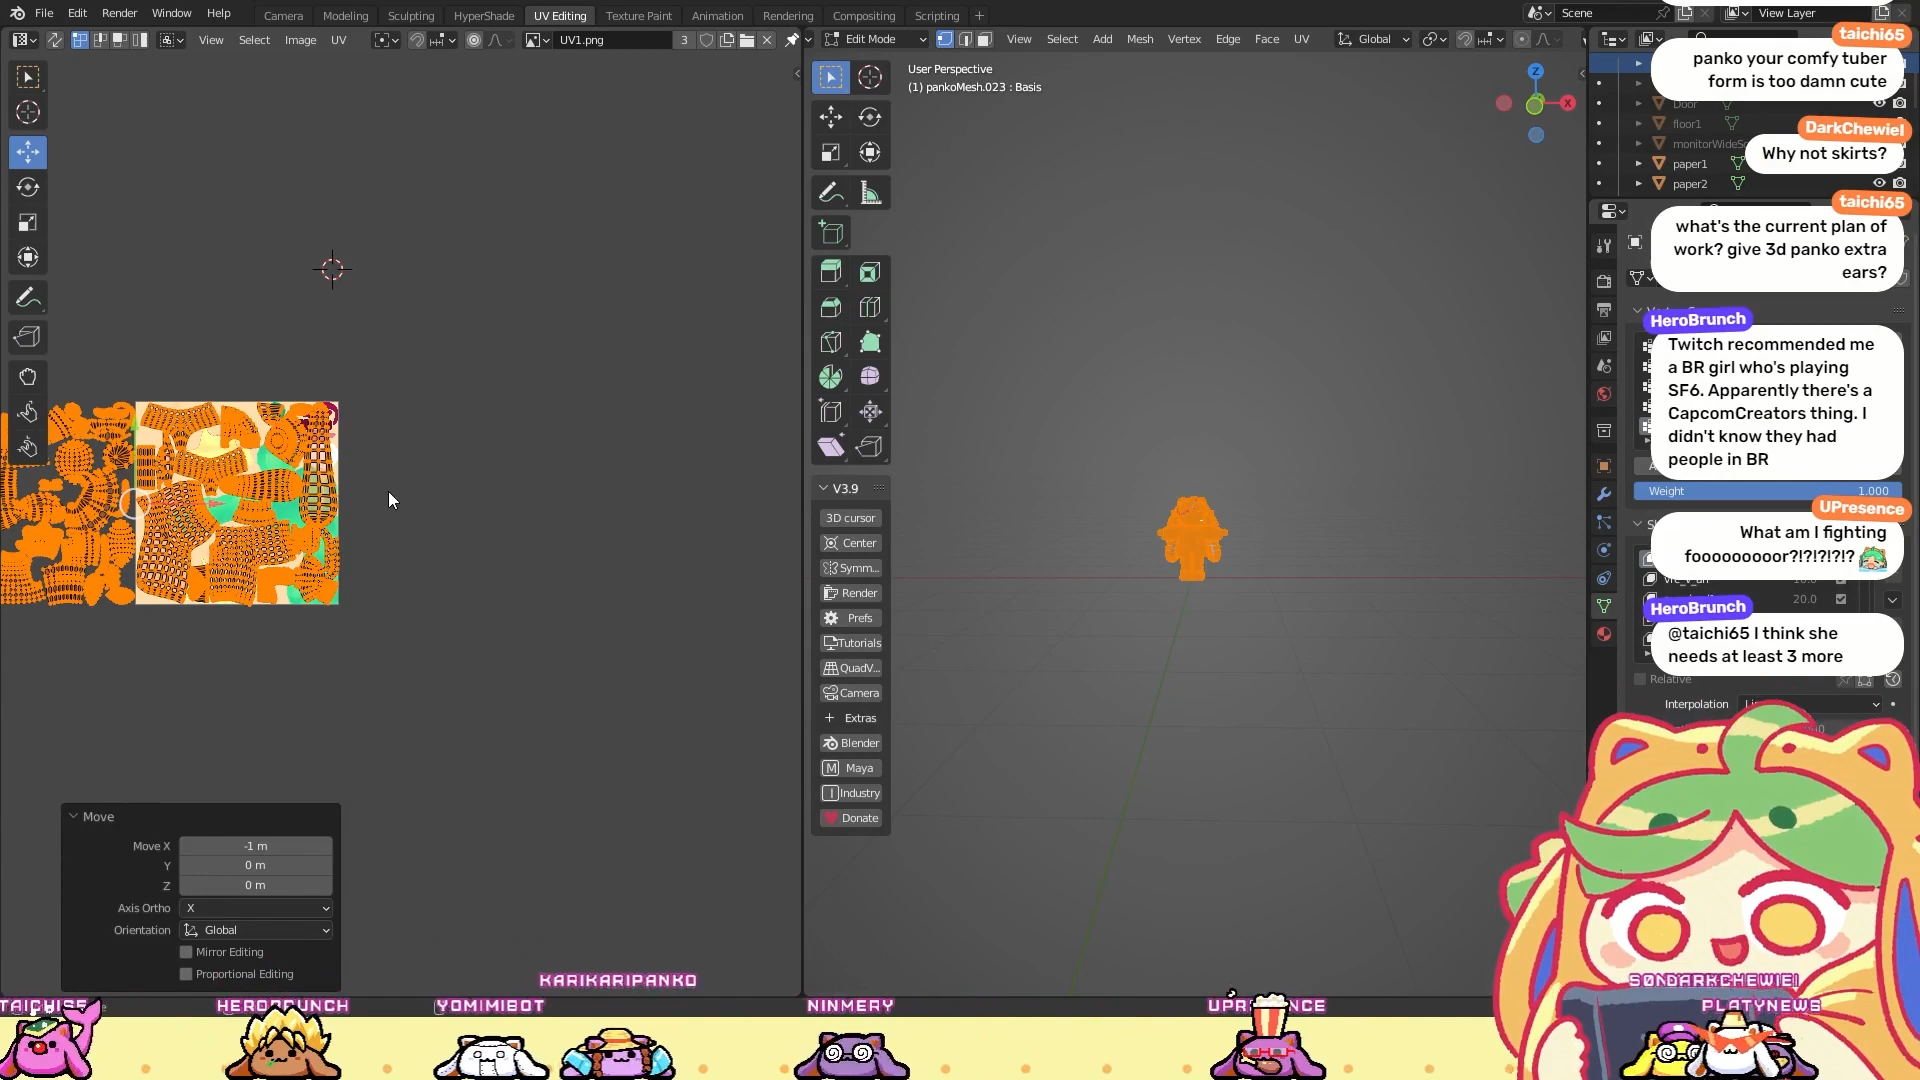 File Edit Render Window Help
Camera Modeling Sculpting HyperShade UV Editing Texture Paint Animation Rendering Compositing Scripting +
Scene
View Layer
View Select Image UV
UV1.png 3
Edit Mode View Select Add Mesh Vertex Edge Face UV Global
User Perspective
(1) pankoMesh.023 : Basis
Z
X
V3.9
3D cursor
Center
Symm...
Render
Prefs
Tutorials
QuadV...
Camera
+ Extras
Blender
M Maya
Industry
Donate
Move
Move X -1 m
Y 0 m
Z 0 m
Axis Ortho X
Orientation Global
Mirror Editing
Proportional Editing
Door
floor1
paper1
paper2
Weight 1.000
20.0
Relative
Interpolation
taichi65
panko your comfy tuber
form is too damn cute
DarkChewie1
Why not skirts?
taichi65
what's the current plan of
work? give 3d panko extra
ears?
HeroBrunch
Twitch recommended me
a BR girl who's playing
SF6. Apparently there's a
CapcomCreators thing. I
didn't know they had
people in BR
UPresence
What am I fighting
fooooooooor?!?!?!?!?
HeroBrunch
@taichi65 I think she
needs at least 3 more
KARIKARIPANKO
HEROBRUNCH
YOMIMIBOT
NINMERY
PLATYNEWS